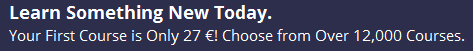 Learn Something New Today.
Your First Course is Only 27 €! Choose from Over 12,000 Courses.